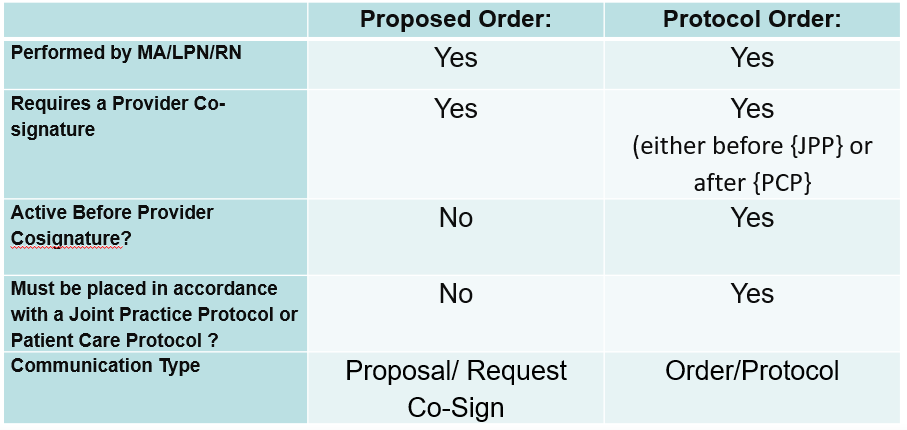 Proposed Order: Protocol Order:
Performed by MA/LPN/RN Yes Yes
Requires a Provider Co-
signature Yes Yes
(either before {JPP} or
after {PCP}
Active Before Provider
Cosignature? No Yes
Must be placed in accordance
with a Joint Practice Protocol or
Patient Care Protocol ? No Yes
Communication Type Proposal/ Request
Co-Sign Order/Protocol